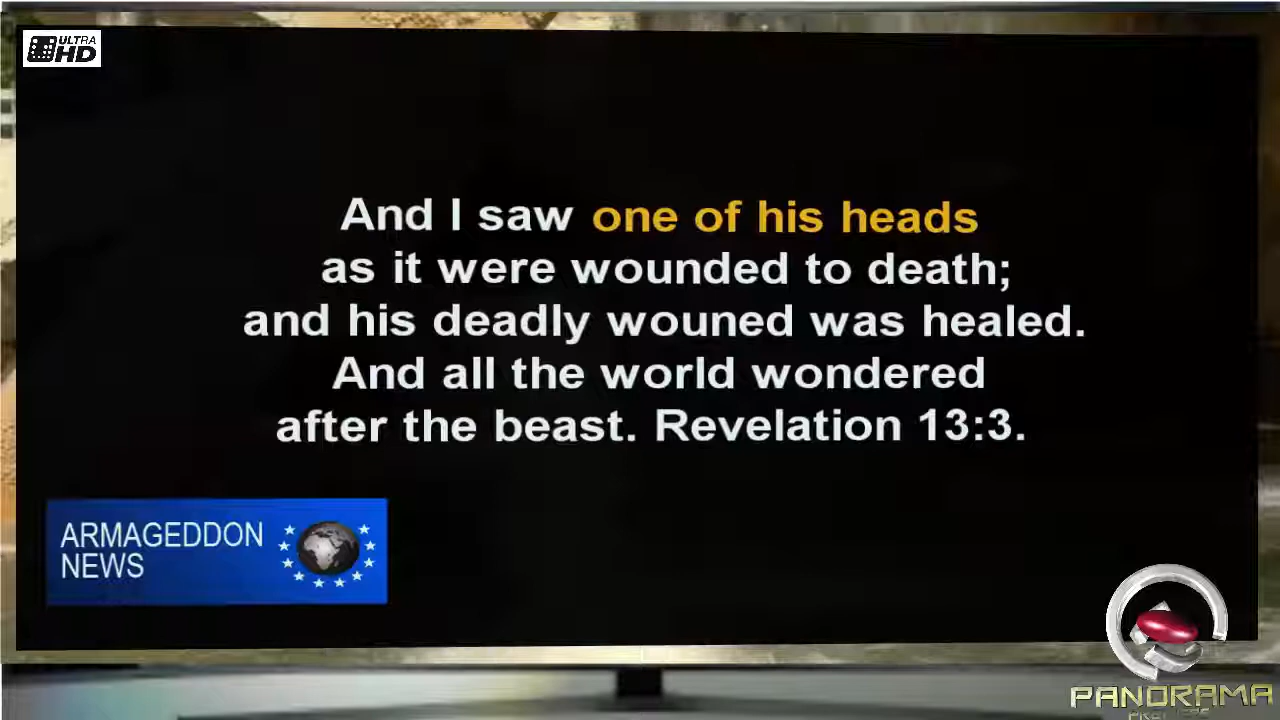 ULTRA
HD
And I saw one of his heads
as it were wounded to death;
and his deadly wouned was healed.
And all the world wondered
after the beast. Revelation 13:3.
ARMAGEDDON
NEWS
PANORAMA